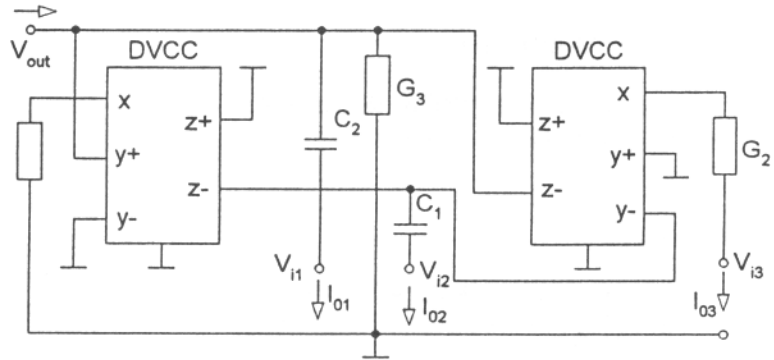 V_out
DVCC
x
y+
y-
z+
z-
C_2
G_3
C_1
V_i1
I_01
V_i2
I_02
DVCC
x
z+
y+
z-
y-
G_2
V_i3
I_03